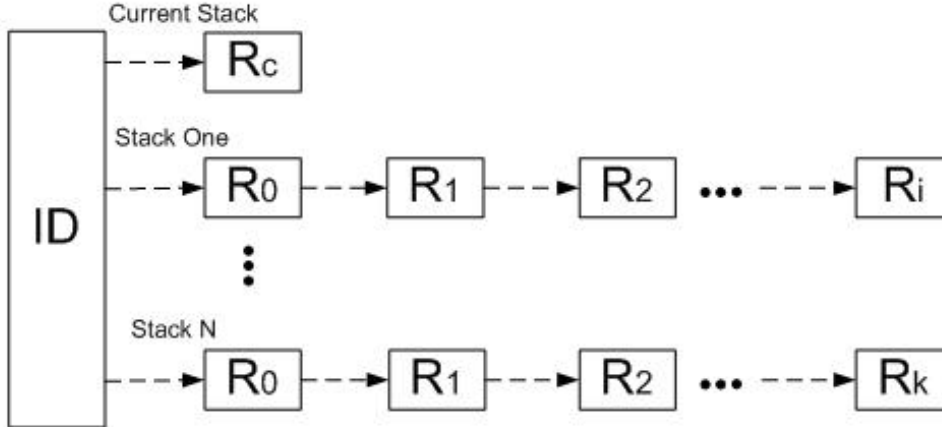 Current Stack
Rc
Stack One
R0 R1 R2 ••• Ri
ID
Stack N
R0 R1 R2 ••• Rk